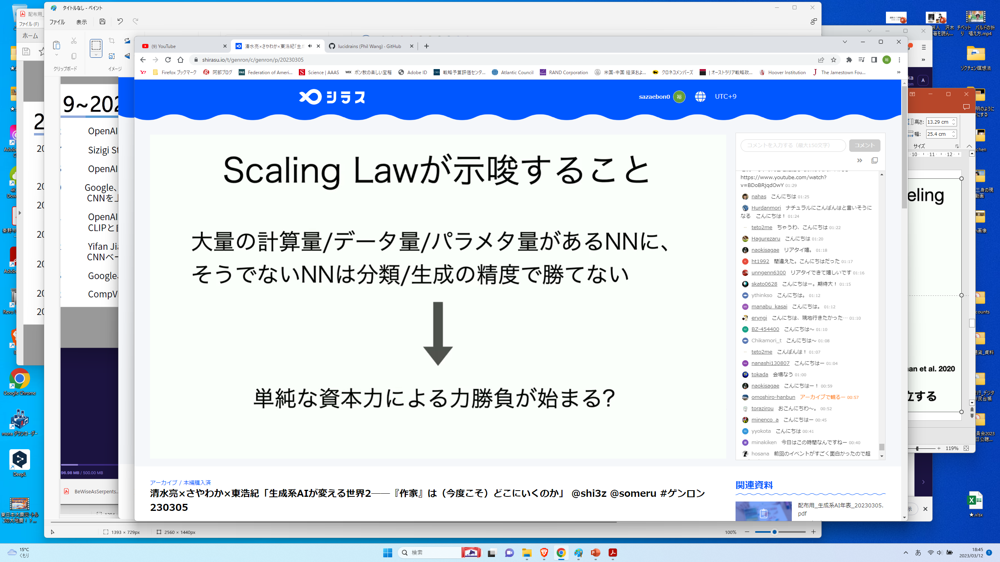 タイトルなし - ペイント
ファイル
表示
ファイル (F)
ホーム
クリップボード
イメージ
(9) YouTube
清水亮×さやわか×東浩紀「生成
lucidrains (Phil Wang) · GitHub
shirasu.io/t/genron/c/genron/p/20230305
Firefox ブックマーク
阿部ブログ
Federation of Ameri...
Science | AAAS
ボン教の楽しい宝箱
Adobe ID
戦略予算評価センタ...
Atlantic Council
RAND Corporation
米国-中国 経済およ...
クロネコメンバーズ
| オーストラリア戦略政...
Hoover Institution
The Jamestown Fou...
シラス
sazaebon0
裕
UTC+9
Scaling Lawが示唆すること
大量の計算量/データ量/パラメタ量があるNNに、
そうでないNNは分類/生成の精度で勝てない
単純な資本力による力勝負が始まる?
コメントを入力する（最大150文字）
コメント
https://www.youtube.com/watch?
v=BDoBRjqdOwY 01:29
nahas こんにちは 01:25
Hurdanmori ナチュラルにこんばんはと言いそうに
なる　こんにちは！ 01:24
teto2me ちゃうわ、こんにちは 01:22
Hagurezaru こんにちは 01:20
naokisagae リアタイ嬉。 01:18
ht1992 間違えた。こんにちはだった 01:17
unngenn6300 リアタイできて嬉しいです 01:16
skato0628 こんにちはー。期待大！ 01:15
ythinkso こんにちは。 01:12
manabu_kasai こんにちは。 01:12
eryngi こんにちは、現地行きたかった… 01:10
BZ-454400 こんにちは〜 01:10
Chikamori_t こんにちは〜 01:08
teto2me こんばんは！ 01:07
nanashi130807 こんにちはー 01:04
tokada 会場なう 01:00
naokisagae こんにちはー！ 00:59
omoshiro-hanbun アーカイブで観るー 00:57
torazirou おこんにちわ〜。 00:52
minenco_a こんにちはー 00:45
yyokota こんにちは 00:41
minakiken 今日はこの時間なんですねー 00:40
hosana 前回のイベントがすごく面白かったので超
アーカイブ / 本編購入済
清水亮×さやわか×東浩紀「生成系AIが変える世界2——『作家』は（今度こそ）どこにいくのか」 @shi3z @someru #ゲンロン
230305
関連資料
配布用_生成系AI年表_20230305.
pdf
9~202
OpenAI
Sizigi St
OpenAI
Google、
CNNを上
OpenAI
CLIPと
Yifan Jia
CNNベー
Google、
CompVi
96.98 MB / 500.00 MB
BeWiseAsSerpents...
1393 × 729px
2560 × 1440px
100%
高さ:
13.29 cm
幅:
25.4 cm
サイズ
10
11
12
eling
an et al. 2020
立する
119%
Google Chrome
mora ダウンローダー
DeepL
東日本大震災・トル
コの大地震！？...
チベット　バルドの祈
り　唱え方.mp4
ゾクチェン瞑想法
★.xlsx
15°C
くもり
検索
あ
18:45
2023/03/12
1